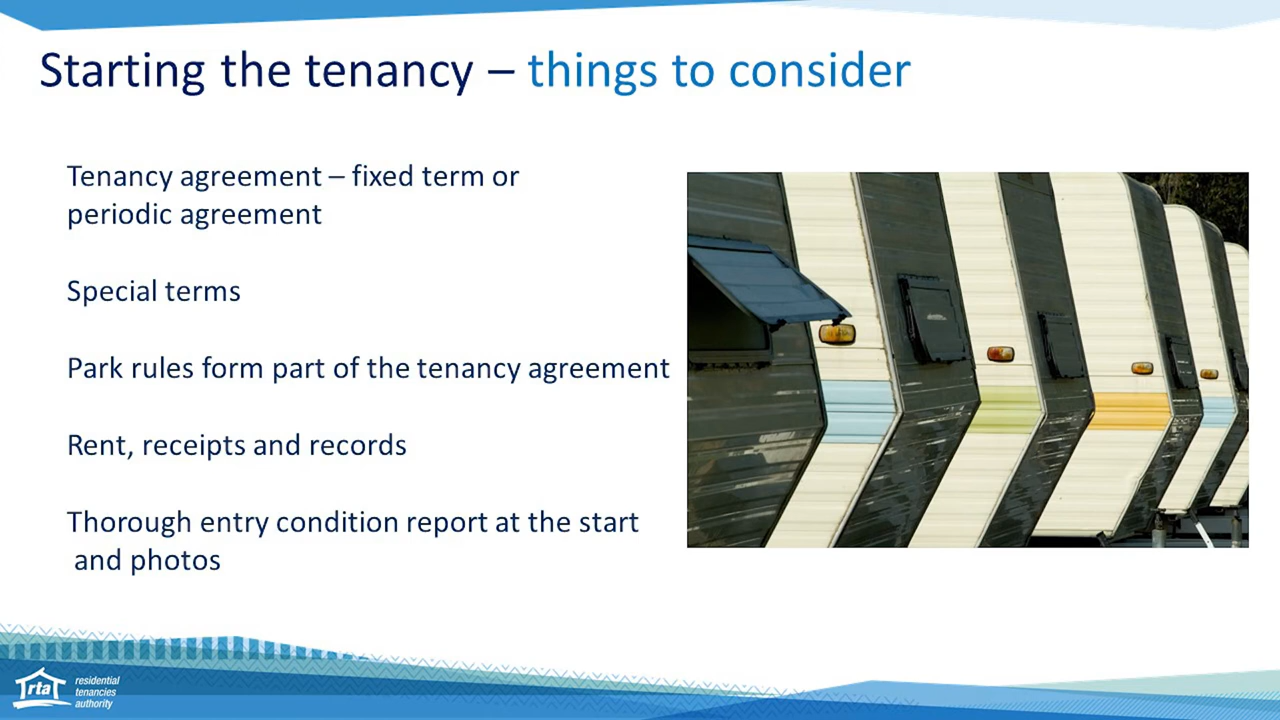 Starting the tenancy – things to consider
Tenancy agreement – fixed term or
periodic agreement
Special terms
Park rules form part of the tenancy agreement
Rent, receipts and records
Thorough entry condition report at the start
and photos
rta
residential
tenancies
authority